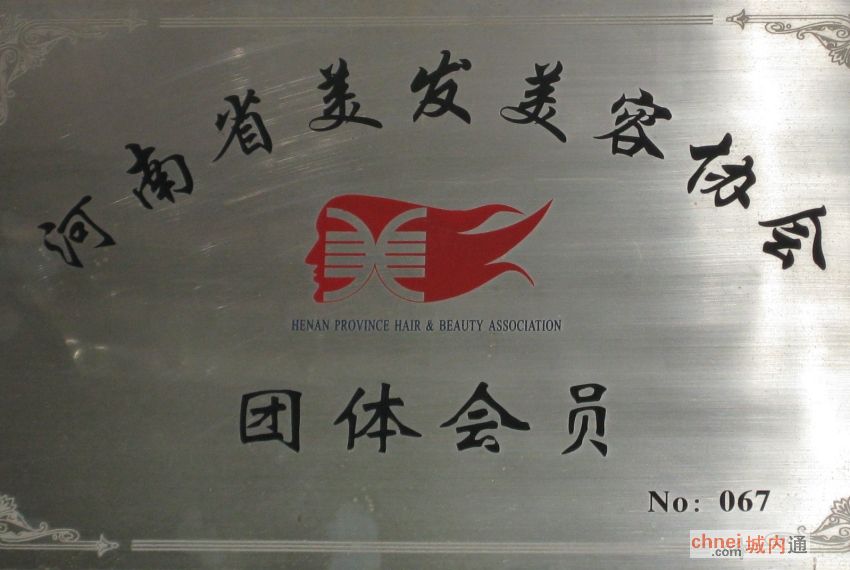 河南省美发美容协会
HENAN PROVINCE HAIR & BEAUTY ASSOCIATION
团体会员
No: 067
chnei
.com城内通